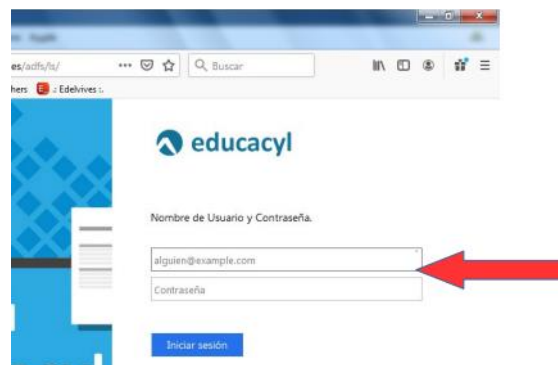 es/adfs/ls/
Buscar
hers
.: Edelvives :.
educacyl
Nombre de Usuario y Contraseña.
alguien@example.com
Contraseña
Iniciar sesión